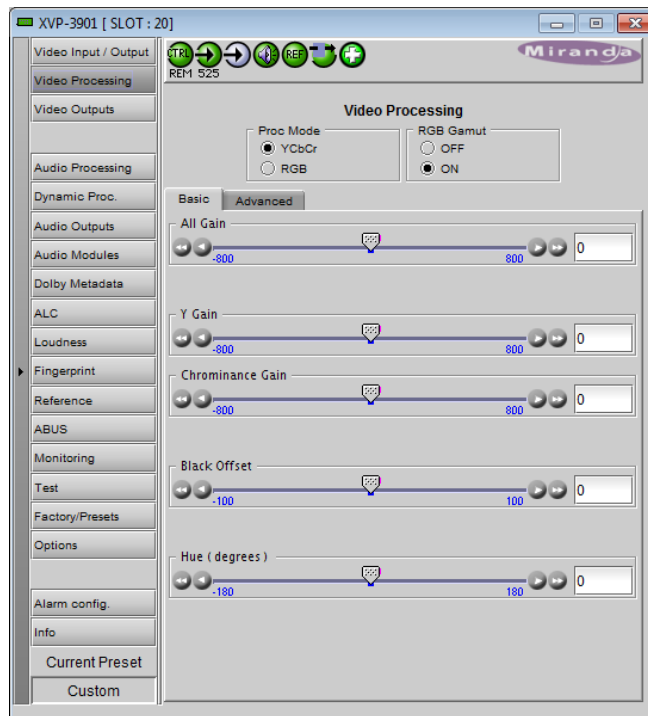 XVP-3901 [ SLOT : 20]
Video Input / Output
Video Processing
Video Outputs
Audio Processing
Dynamic Proc.
Audio Outputs
Audio Modules
Dolby Metadata
ALC
Loudness
Fingerprint
Reference
ABUS
Monitoring
Test
Factory/Presets
Options
Alarm config.
Info
Current Preset
Custom
CTRL
REF
REM 525
Miranda
Video Processing
Proc Mode
YCbCr
RGB
RGB Gamut
OFF
ON
Basic
Advanced
All Gain
-800
800
0
Y Gain
-800
800
0
Chrominance Gain
-800
800
0
Black Offset
-100
100
0
Hue ( degrees )
-180
180
0